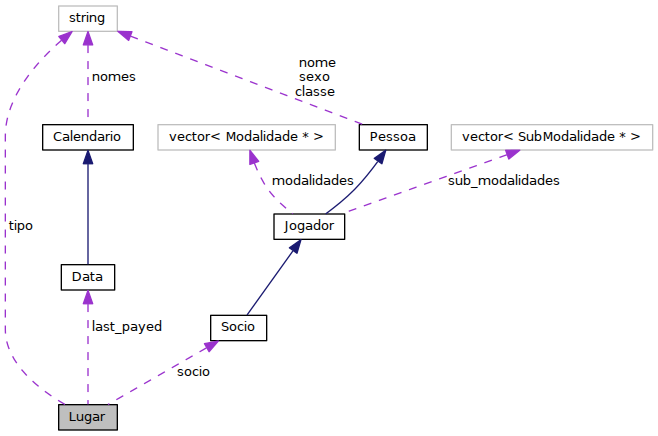 string
nomes
nome
sexo
classe
Calendario
vector< Modalidade * >
Pessoa
vector< SubModalidade * >
modalidades
sub_modalidades
tipo
Jogador
Data
last_payed
Socio
socio
Lugar